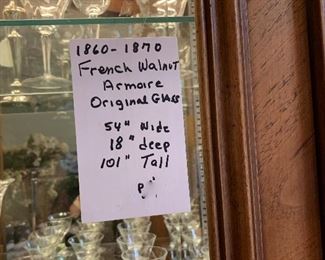 1860-1870
French Walnut
Armoire
Original Glass
54" Wide
18" deep
101" Tall